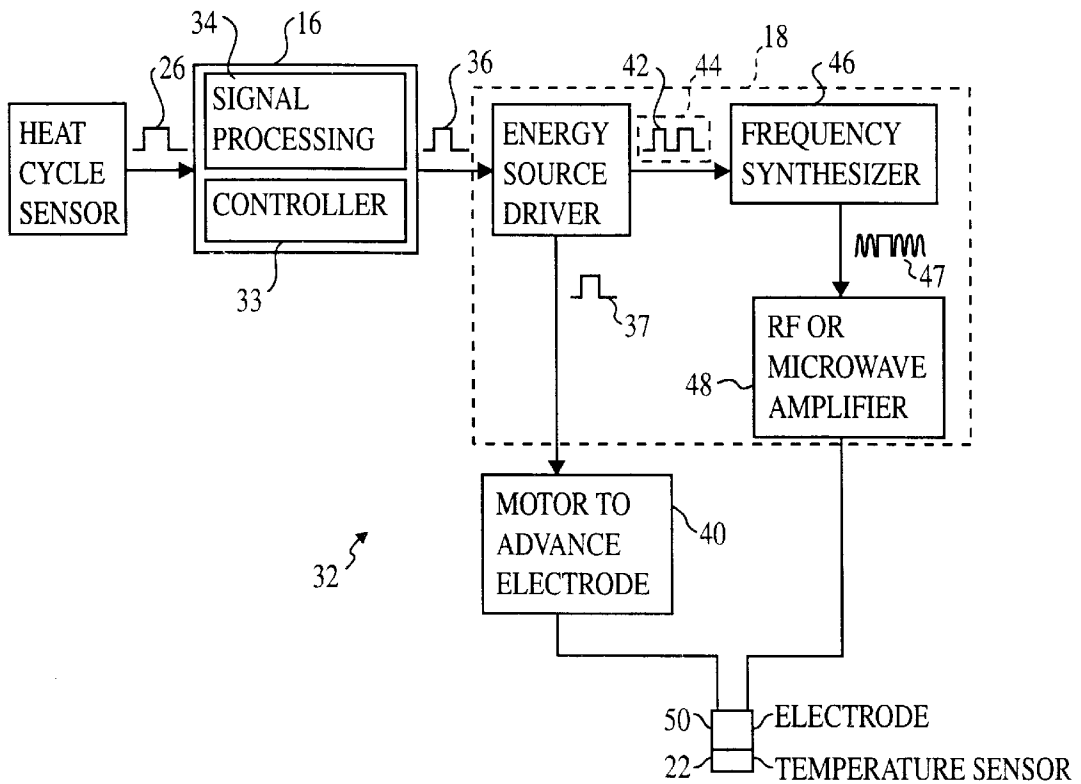 34
16
26
36
42
44
18
46
HEAT
CYCLE
SENSOR
SIGNAL
PROCESSING
CONTROLLER
ENERGY
SOURCE
DRIVER
FREQUENCY
SYNTHESIZER
33
37
47
48
RF OR
MICROWAVE
AMPLIFIER
MOTOR TO
ADVANCE
ELECTRODE
40
32
50
ELECTRODE
22
TEMPERATURE SENSOR